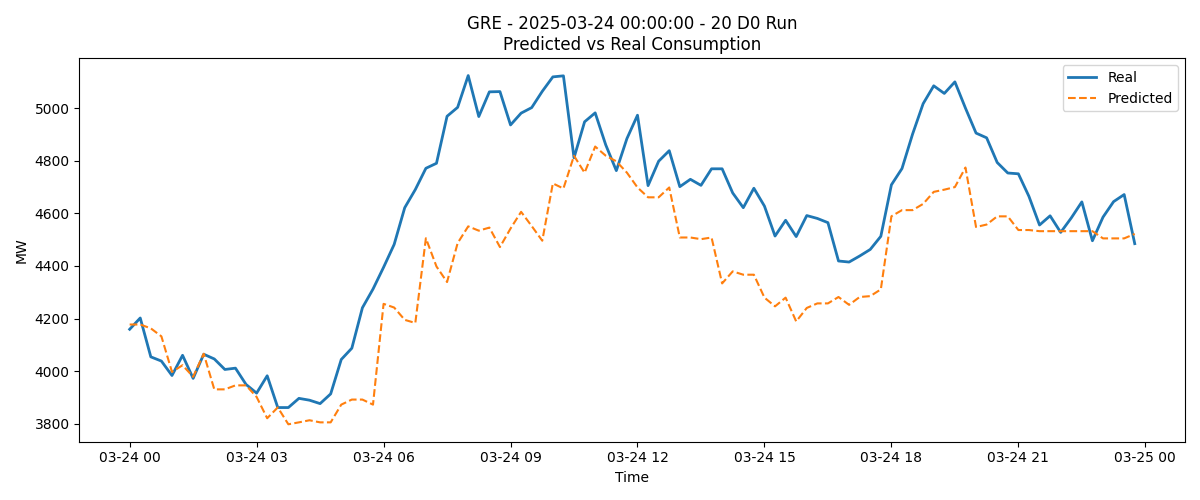 GRE - 2025-03-24 00:00:00 - 20 D0 Run
Predicted vs Real Consumption
Real
Predicted
MW
5000
4800
4600
4400
4200
4000
3800
03-24 00
03-24 03
03-24 06
03-24 09
03-24 12
03-24 15
03-24 18
03-24 21
03-25 00
Time